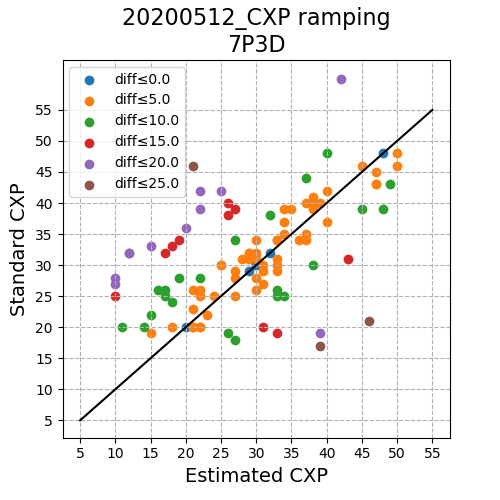 20200512_CXP ramping
7P3D
diff≤0.0
diff≤5.0
diff≤10.0
diff≤15.0
diff≤20.0
diff≤25.0
Standard CXP
55
50
45
40
35
30
25
20
15
10
5
5 10 15 20 25 30 35 40 45 50 55
Estimated CXP